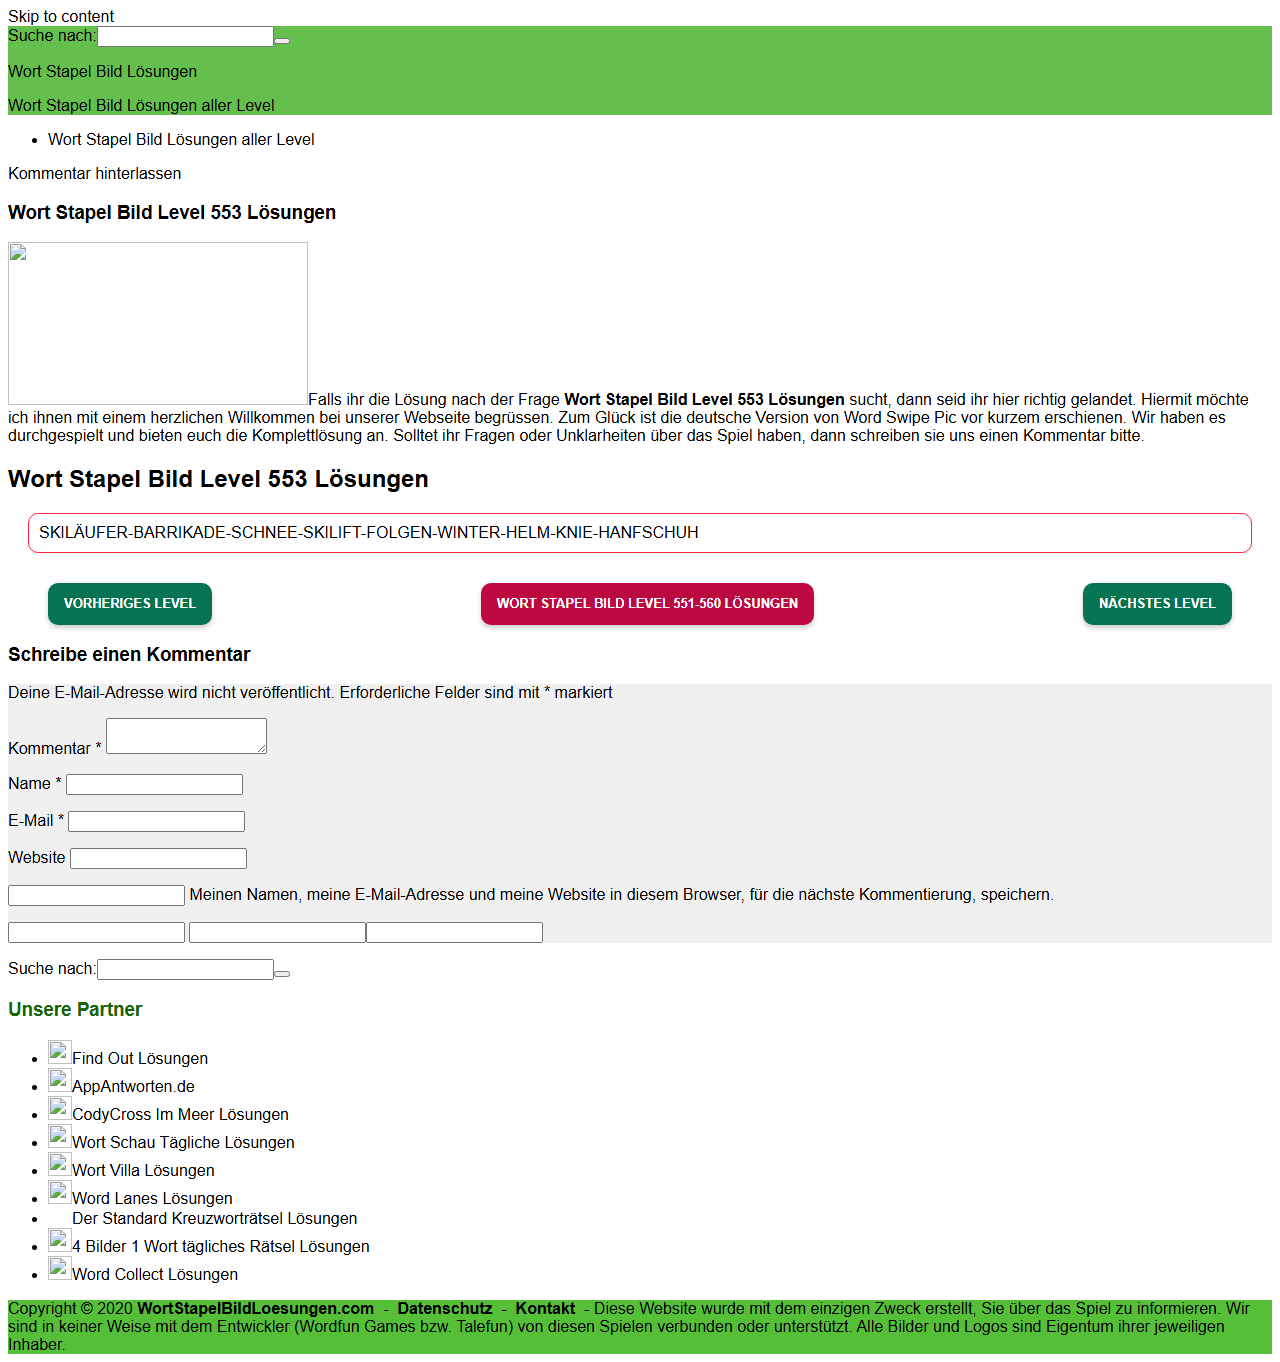 Skip to content
Suche nach:
Wort Stapel Bild Lösungen
Wort Stapel Bild Lösungen aller Level
Wort Stapel Bild Lösungen aller Level
Kommentar hinterlassen
Wort Stapel Bild Level 553 Lösungen
Falls ihr die Lösung nach der Frage Wort Stapel Bild Level 553 Lösungen sucht, dann seid ihr hier richtig gelandet. Hiermit möchte
ich ihnen mit einem herzlichen Willkommen bei unserer Webseite begrüssen. Zum Glück ist die deutsche Version von Word Swipe Pic vor kurzem erschienen. Wir haben es
durchgespielt und bieten euch die Komplettlösung an. Solltet ihr Fragen oder Unklarheiten über das Spiel haben, dann schreiben sie uns einen Kommentar bitte.
Wort Stapel Bild Level 553 Lösungen
SKILÄUFER-BARRIKADE-SCHNEE-SKILIFT-FOLGEN-WINTER-HELM-KNIE-HANFSCHUH
VORHERIGES LEVEL
WORT STAPEL BILD LEVEL 551-560 LÖSUNGEN
NÄCHSTES LEVEL
Schreibe einen Kommentar
Deine E-Mail-Adresse wird nicht veröffentlicht. Erforderliche Felder sind mit * markiert
Kommentar *
Name *
E-Mail *
Website
Meinen Namen, meine E-Mail-Adresse und meine Website in diesem Browser, für die nächste Kommentierung, speichern.
Suche nach:
Unsere Partner
Find Out Lösungen
AppAntworten.de
CodyCross Im Meer Lösungen
Wort Schau Tägliche Lösungen
Wort Villa Lösungen
Word Lanes Lösungen
Der Standard Kreuzworträtsel Lösungen
4 Bilder 1 Wort tägliches Rätsel Lösungen
Word Collect Lösungen
Copyright © 2020 WortStapelBildLoesungen.com - Datenschutz - Kontakt - Diese Website wurde mit dem einzigen Zweck erstellt, Sie über das Spiel zu informieren. Wir
sind in keiner Weise mit dem Entwickler (Wordfun Games bzw. Talefun) von diesen Spielen verbunden oder unterstützt. Alle Bilder und Logos sind Eigentum ihrer jeweiligen
Inhaber.